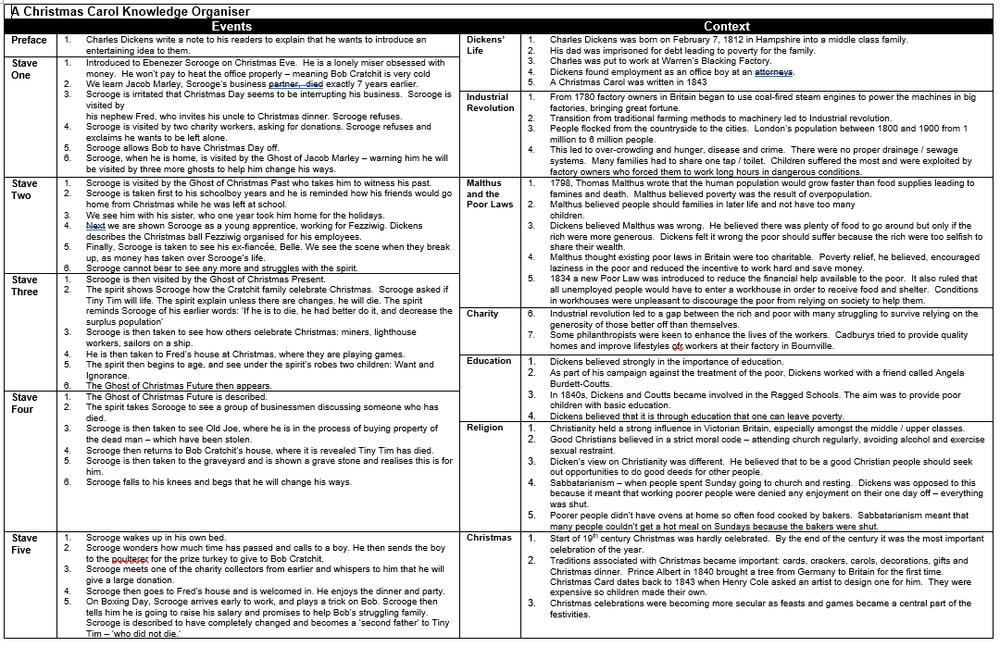 A Christmas Carol Knowledge Organiser
Events
Preface
1. Charles Dickens write a note to his readers to explain that he wants to introduce an
entertaining idea to them.
Stave
One
1. Introduced to Ebenezer Scrooge on Christmas Eve. He is a lonely miser obsessed with
money. He won't pay to heat the office properly – meaning Bob Cratchit is very cold
2. We learn Jacob Marley, Scrooge's business partner, died exactly 7 years earlier.
3. Scrooge is irritated that Christmas Day seems to be interrupting his business. Scrooge is
visited by
his nephew Fred, who invites his uncle to Christmas dinner. Scrooge refuses.
4. Scrooge is visited by two charity workers, asking for donations. Scrooge refuses and
exclaims he wants to be left alone.
5. Scrooge allows Bob to have Christmas Day off.
6. Scrooge, when he is home, is visited by the Ghost of Jacob Marley – warning him he will
be visited by three more ghosts to help him change his ways.
Stave
Two
1. Scrooge is visited by the Ghost of Christmas Past who takes him to witness his past.
2. Scrooge is taken first to his schoolboy years and he is reminded how his friends would go
home from Christmas while he was left at school.
3. We see him with his sister, who one year took him home for the holidays.
4. Next we are shown Scrooge as a young apprentice, working for Fezziwig. Dickens
describes the Christmas ball Fezziwig organised for his employees.
5. Finally, Scrooge is taken to see his ex-fiancée, Belle. We see the scene when they break
up, as money has taken over Scrooge's life.
6. Scrooge cannot bear to see any more and struggles with the spirit.
Stave
Three
1. Scrooge is then visited by the Ghost of Christmas Present.
2. The spirit shows Scrooge how the Cratchit family celebrate Christmas. Scrooge asked if
Tiny Tim will life. The spirit explain unless there are changes, he will die. The spirit
reminds Scrooge of his earlier words: 'If he is to die, he had better do it, and decrease the
surplus population'
3. Scrooge is then taken to see how others celebrate Christmas: miners, lighthouse
workers, sailors on a ship.
4. He is then taken to Fred's house at Christmas, where they are playing games.
5. The spirit then begins to age, and see under the spirit's robes two children: Want and
Ignorance.
6. The Ghost of Christmas Future then appears.
Stave
Four
1. The Ghost of Christmas Future is described.
2. The spirit takes Scrooge to see a group of businessmen discussing someone who has
died.
3. Scrooge is then taken to see Old Joe, where he is in the process of buying property of
the dead man – which have been stolen.
4. Scrooge then returns to Bob Cratchit's house, where it is revealed Tiny Tim has died.
5. Scrooge is then taken to the graveyard and is shown a grave stone and realises this is for
him.
6. Scrooge falls to his knees and begs that he will change his ways.
Stave
Five
1. Scrooge wakes up in his own bed.
2. Scrooge wonders how much time has passed and calls to a boy. He then sends the boy
to the poulterer for the prize turkey to give to Bob Cratchit,
3. Scrooge meets one of the charity collectors from earlier and whispers to him that he will
give a large donation.
4. Scrooge then goes to Fred's house and is welcomed in. He enjoys the dinner and party.
5. On Boxing Day, Scrooge arrives early to work, and plays a trick on Bob. Scrooge then
tells him he is going to raise his salary and promises to help Bob's struggling family.
Scrooge is described to have completely changed and becomes a 'second father' to Tiny
Tim – 'who did not die.'
Context
Dickens'
Life
1. Charles Dickens was born on February 7, 1812 in Hampshire into a middle class family.
2. His dad was imprisoned for debt leading to poverty for the family.
3. Charles was put to work at Warren's Blacking Factory.
4. Dickens found employment as an office boy at an attorneys.
5. A Christmas Carol was written in 1843
Industrial
Revolution
1. From 1780 factory owners in Britain began to use coal-fired steam engines to power the machines in big
factories, bringing great fortune.
2. Transition from traditional farming methods to machinery led to Industrial revolution.
3. People flocked from the countryside to the cities. London's population between 1800 and 1900 from 1
million to 6 million people.
4. This led to over-crowding and hunger, disease and crime. There were no proper drainage / sewage
systems. Many families had to share one tap / toilet. Children suffered the most and were exploited by
factory owners who forced them to work long hours in dangerous conditions.
Malthus
and the
Poor Laws
1. 1798, Thomas Malthus wrote that the human population would grow faster than food supplies leading to
famines and death. Malthus believed poverty was the result of overpopulation.
2. Malthus believed people should families in later life and not have too many
children.
3. Dickens believed Malthus was wrong. He believed there was plenty of food to go around but only if the
rich were more generous. Dickens felt it wrong the poor should suffer because the rich were too selfish to
share their wealth.
4. Malthus thought existing poor laws in Britain were too charitable. Poverty relief, he believed, encouraged
laziness in the poor and reduced the incentive to work hard and save money.
5. 1834 a new Poor Law was introduced to reduce the financial help available to the poor. It also ruled that
all unemployed people would have to enter a workhouse in order to receive food and shelter. Conditions
in workhouses were unpleasant to discourage the poor from relying on society to help them.
Charity
6. Industrial revolution led to a gap between the rich and poor with many struggling to survive relying on the
generosity of those better off than themselves.
7. Some philanthropists were keen to enhance the lives of the workers. Cadburys tried to provide quality
homes and improve lifestyles ofr workers at their factory in Bournville.
Education
1. Dickens believed strongly in the importance of education.
2. As part of his campaign against the treatment of the poor, Dickens worked with a friend called Angela
Burdett-Coutts.
3. In 1840s, Dickens and Coutts became involved in the Ragged Schools. The aim was to provide poor
children with basic education.
4. Dickens believed that it is through education that one can leave poverty.
Religion
1. Christianity held a strong influence in Victorian Britain, especially amongst the middle / upper classes.
2. Good Christians believed in a strict moral code – attending church regularly, avoiding alcohol and exercise
sexual restraint.
3. Dicken's view on Christianity was different. He believed that to be a good Christian people should seek
out opportunities to do good deeds for other people.
4. Sabbatarianism – when people spent Sunday going to church and resting. Dickens was opposed to this
because it meant that working poorer people were denied any enjoyment on their one day off – everything
was shut.
5. Poorer people didn't have ovens at home so often food cooked by bakers. Sabbatarianism meant that
many people couldn't get a hot meal on Sundays because the bakers were shut.
Christmas
1. Start of 19th century Christmas was hardly celebrated. By the end of the century it was the most important
celebration of the year.
2. Traditions associated with Christmas became important: cards, crackers, carols, decorations, gifts and
Christmas dinner. Prince Albert in 1840 brought a tree from Germany to Britain for the first time.
Christmas Card dates back to 1843 when Henry Cole asked an artist to design one for him. They were
expensive so children made their own.
3. Christmas celebrations were becoming more secular as feasts and games became a central part of the
festivities.